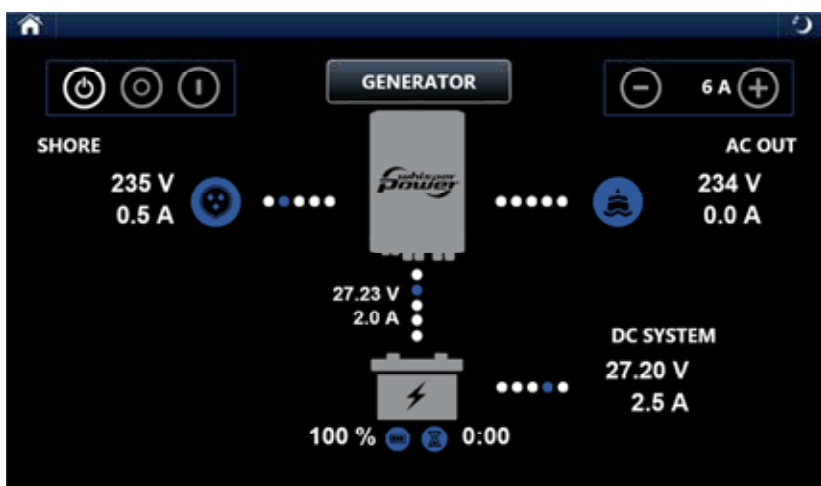 GENERATOR
6 A
SHORE
AC OUT
235 V
0.5 A
whisper
power
234 V
0.0 A
27.23 V
2.0 A
DC SYSTEM
27.20 V
2.5 A
100 %
0:00